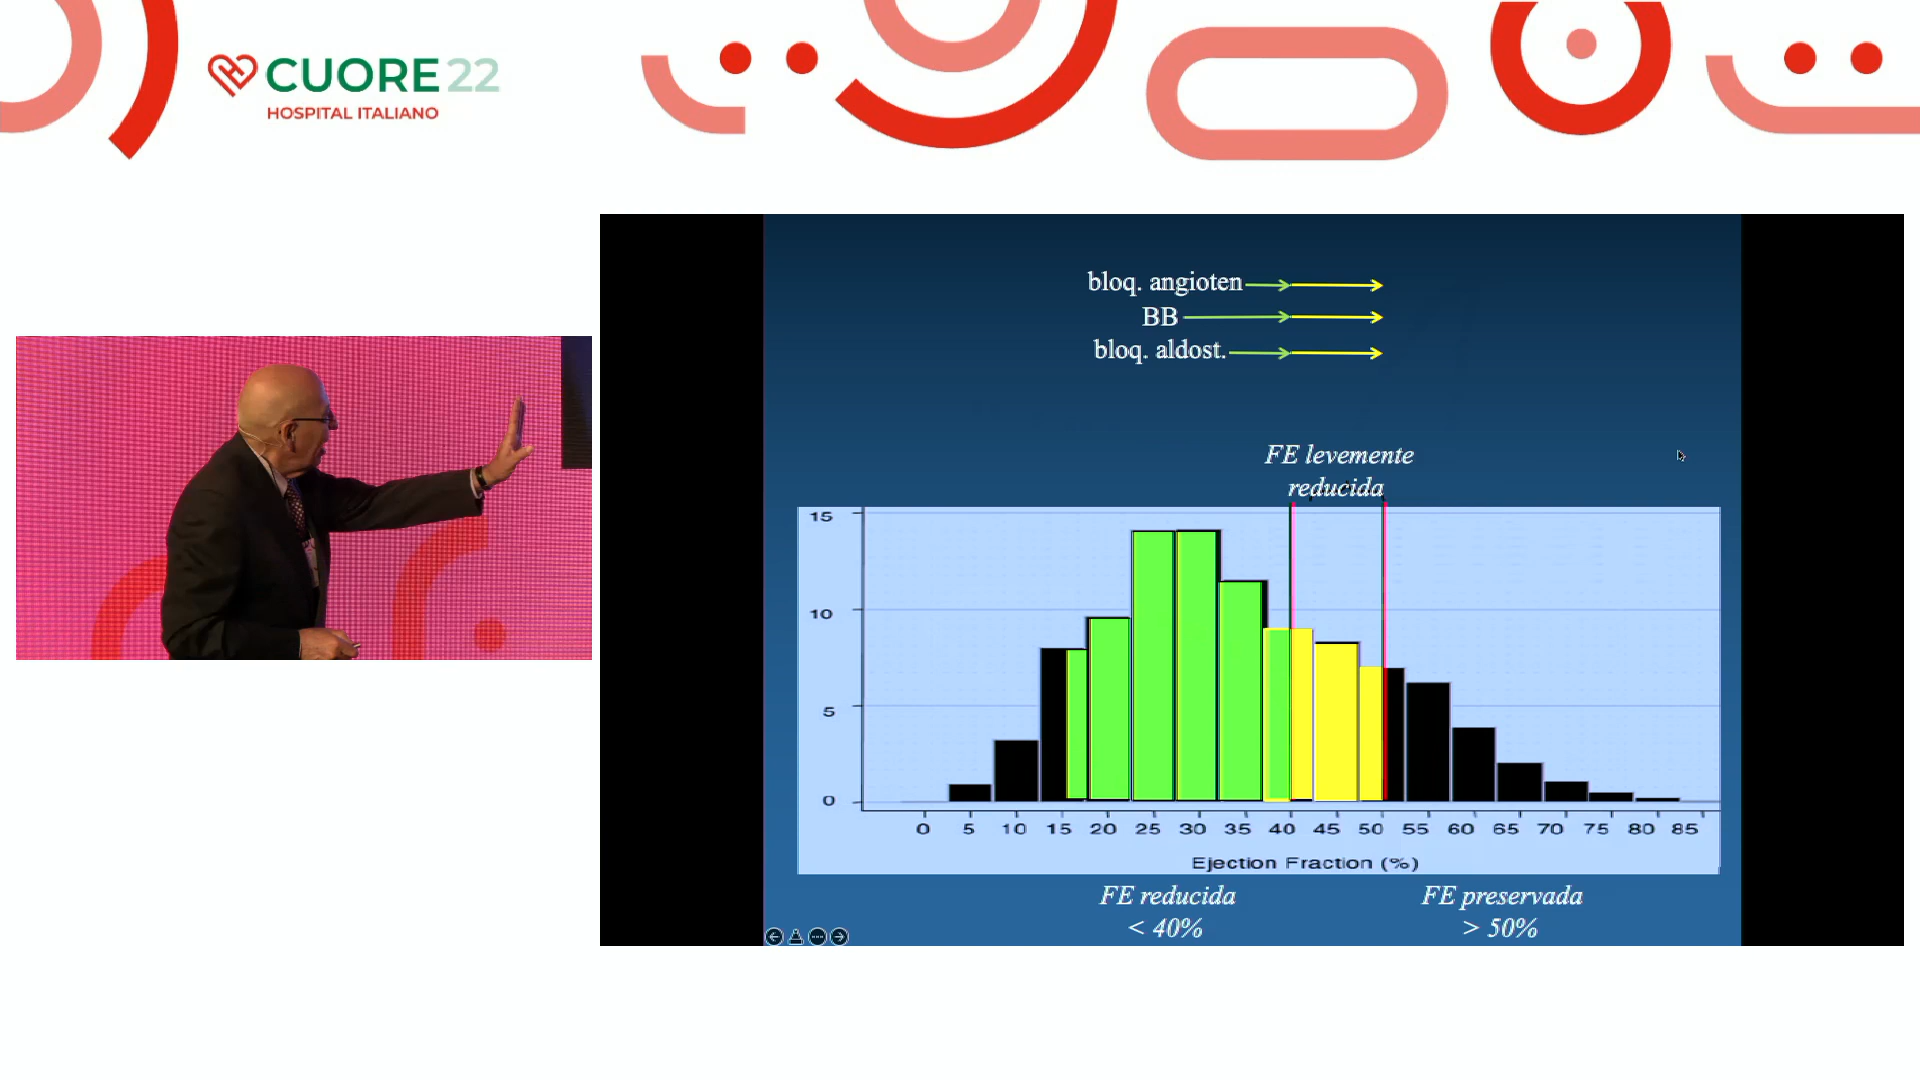 CUORE 22
HOSPITAL ITALIANO
bloq. angioten
BB
bloq. aldost.
FE levemente
reducida
15
10
5
0
0 5 10 15 20 25 30 35 40 45 50 55 60 65 70 75 80 85
Ejection Fraction (%)
FE reducida
< 40%
FE preservada
> 50%